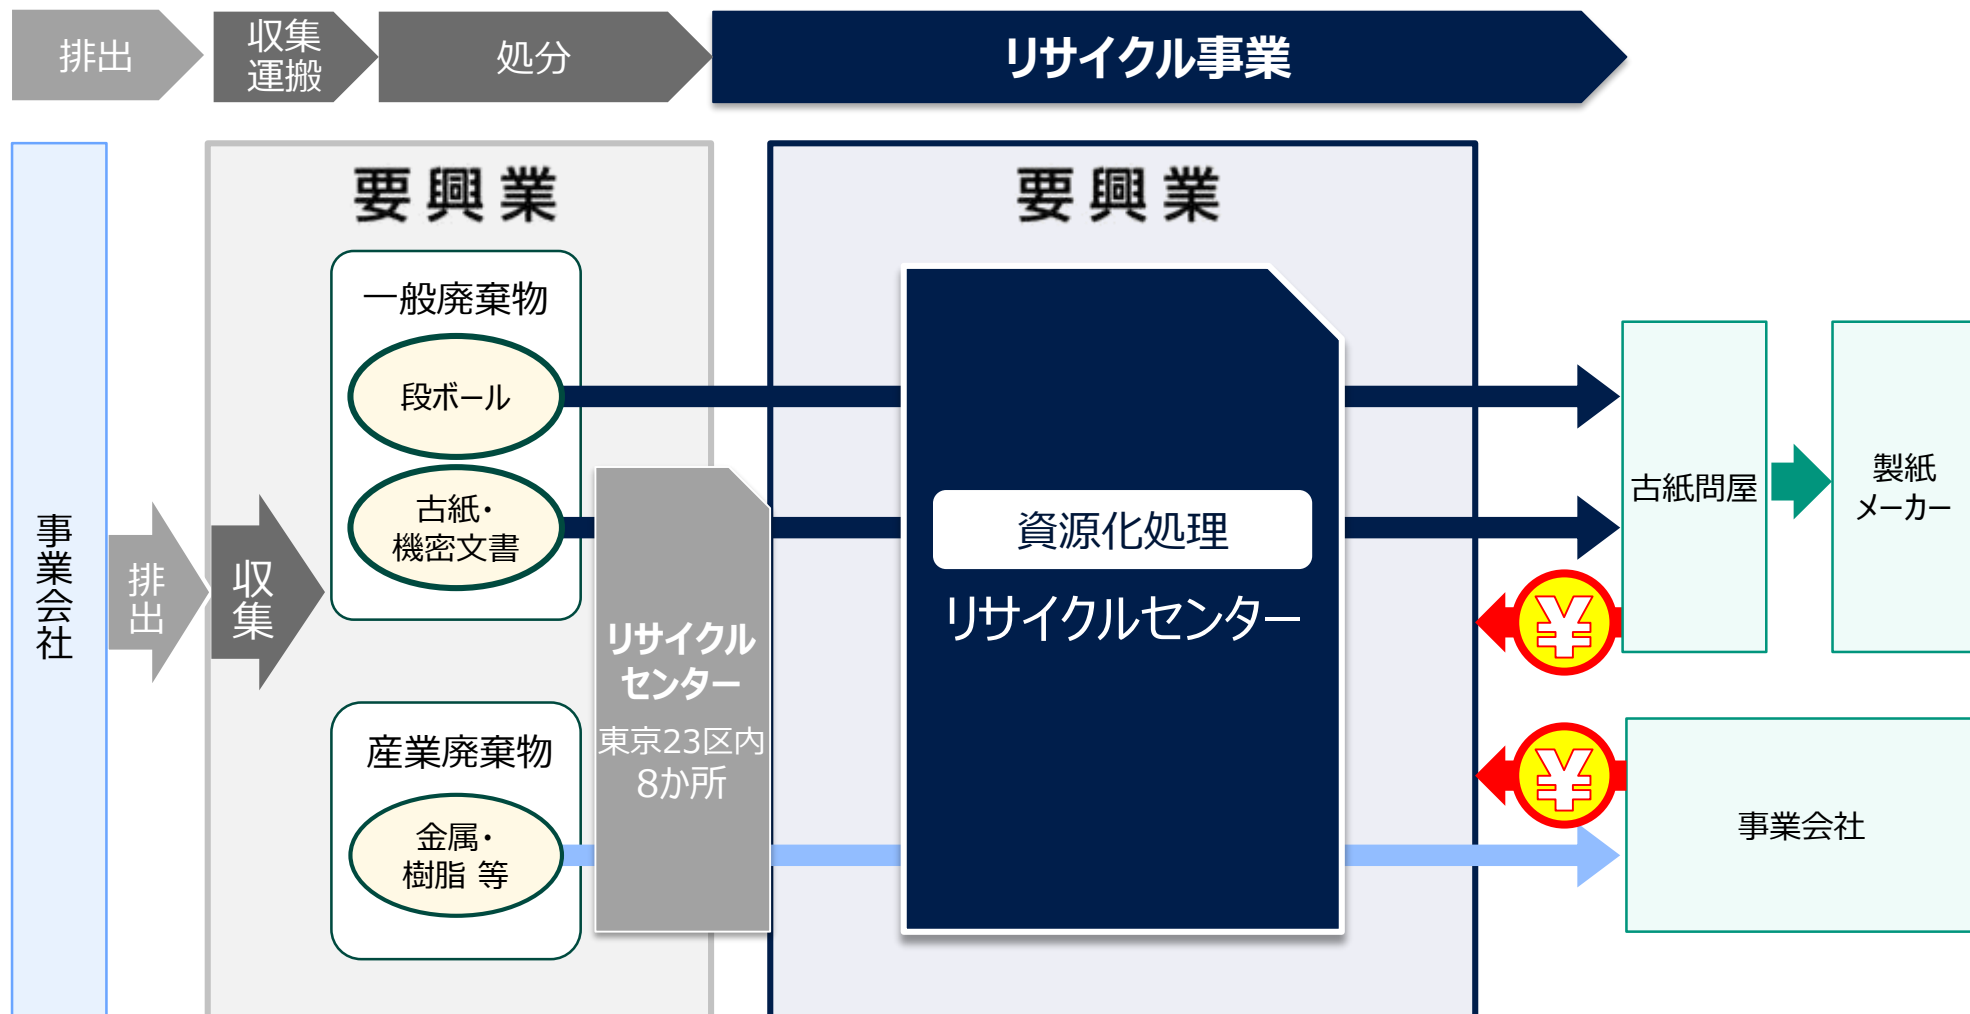 排出
収集
運搬
処分
リサイクル事業
事業会社
排出
収集
要興業
一般廃棄物
段ボール
古紙・
機密文書
産業廃棄物
金属・
樹脂 等
リサイクル
センター
東京23区内
8か所
要興業
資源化処理
リサイクルセンター
¥
¥
古紙問屋
製紙
メーカー
事業会社